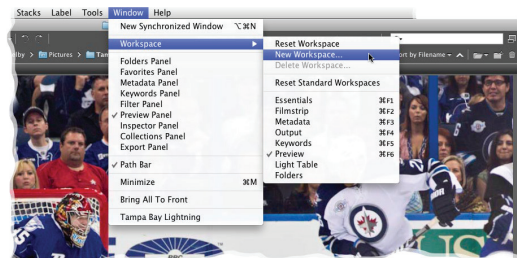 Stacks Label Tools Window Help
New Synchronized Window ⌥⌘N
Workspace ▶
Folders Panel
Favorites Panel
Metadata Panel
Keywords Panel
Filter Panel
✓ Preview Panel
Inspector Panel
Collections Panel
Export Panel
✓ Path Bar
Minimize ⌘M
Bring All To Front
Tampa Bay Lightning
Reset Workspace
New Workspace...
Delete Workspace...
Reset Standard Workspaces
Essentials ⌘F1
Filmstrip ⌘F2
Metadata ⌘F3
Output ⌘F4
Keywords ⌘F5
✓ Preview ⌘F6
Light Table
Folders
lby > Pictures > Tam
ort by Filename